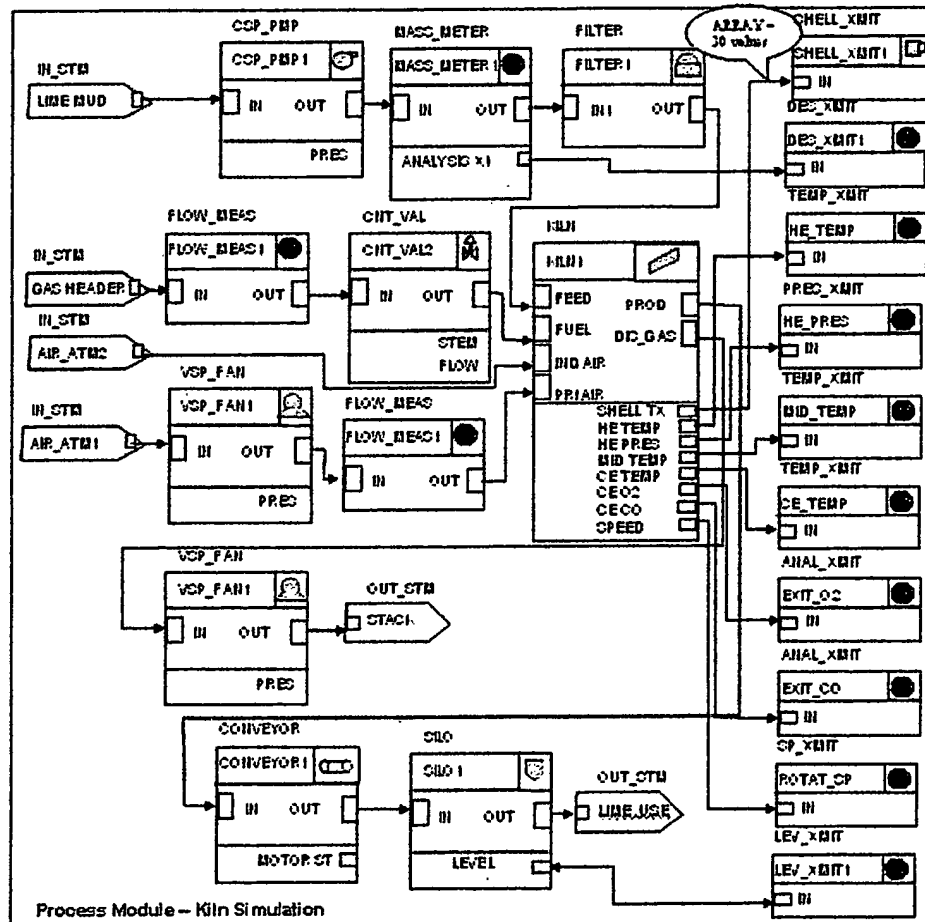 CSP_PMP
CSP_PMP1
IN OUT
PRES
MASS_METER
MASS_METER1
IN OUT
ANALYSIS X1
FILTER
FILTER1
IN1 OUT
ARRAY -
30 values
SHELL_XMIT
SHELL_XMIT1
IN
DES_XMIT
DES_XMIT1
IN
IN_STM
LIME MUD
FLOW_MEAS
FLOW_MEAS1
IN OUT
CNT_VAL
CNT_VAL2
IN OUT
STEM
FLOW
KILN
KILN1
FEED PROD
FUEL DIS_GAS
IND AIR
PRI AIR
SHELL TX
HE TEMP
HE PRES
MID TEMP
CE TEMP
CE O2
CE CO
SPEED
TEMP_XMIT
HE_TEMP
IN
PRES_XMIT
HE_PRES
IN
TEMP_XMIT
MID_TEMP
IN
TEMP_XMIT
CE_TEMP
IN
ANAL_XMIT
EXIT_O2
IN
ANAL_XMIT
EXIT_CO
IN
SP_XMIT
ROTAT_SP
IN
LEV_XMIT
LEV_XMIT1
IN
IN_STM
GAS HEADER
IN_STM
AIR_ATM2
IN_STM
AIR_ATM1
VSP_FAN
VSP_FAN1
IN OUT
PRES
FLOW_MEAS
FLOW_MEAS1
IN OUT
VSP_FAN
VSP_FAN1
IN OUT
PRES
OUT_STM
STACK
CONVEYOR
CONVEYOR1
IN OUT
MOTOR ST
SILO
SILO1
IN OUT
LEVEL
OUT_STM
LIME USE
Process Module – Kiln Simulation